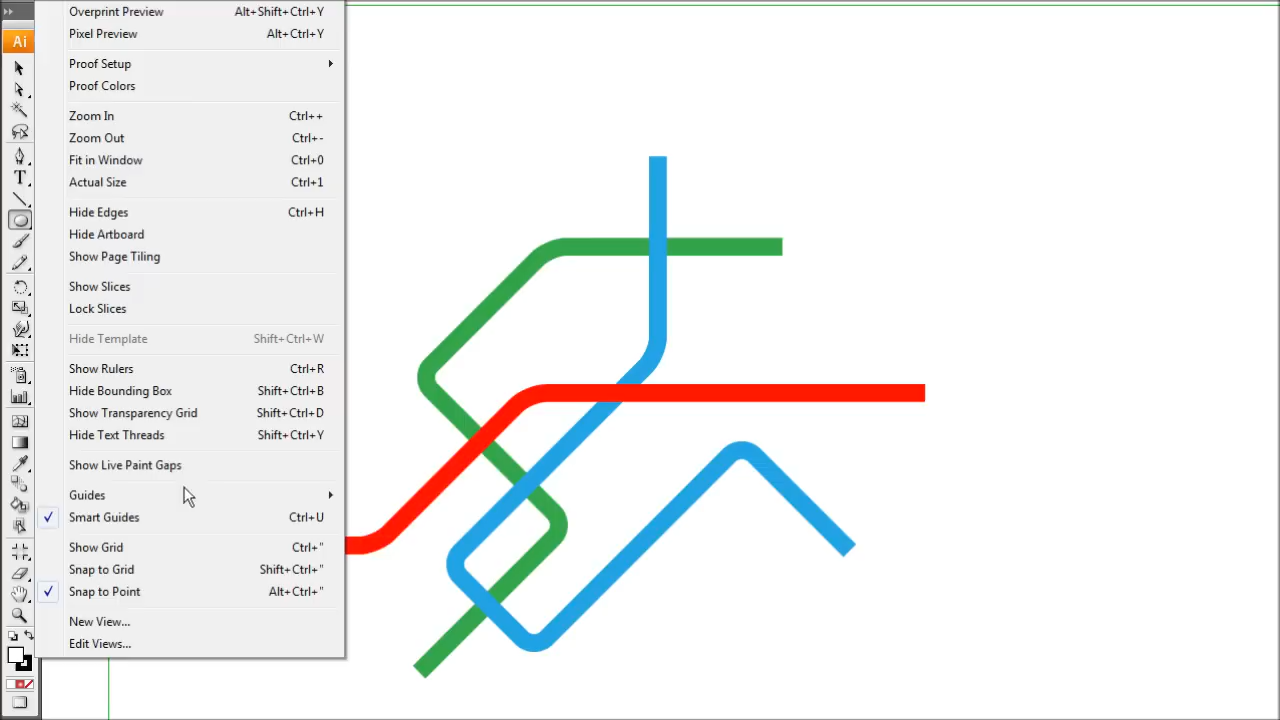 Overprint Preview Alt+Shift+Ctrl+Y
Pixel Preview Alt+Ctrl+Y
Ai
Proof Setup
Proof Colors
Zoom In Ctrl++
Zoom Out Ctrl+-
Fit in Window Ctrl+0
Actual Size Ctrl+1
T
Hide Edges Ctrl+H
Hide Artboard
Show Page Tiling
Show Slices
Lock Slices
Hide Template Shift+Ctrl+W
Show Rulers Ctrl+R
Hide Bounding Box Shift+Ctrl+B
Show Transparency Grid Shift+Ctrl+D
Hide Text Threads Shift+Ctrl+Y
Show Live Paint Gaps
Guides
Smart Guides Ctrl+U
Show Grid Ctrl+"
Snap to Grid Shift+Ctrl+"
Snap to Point Alt+Ctrl+"
New View...
Edit Views...